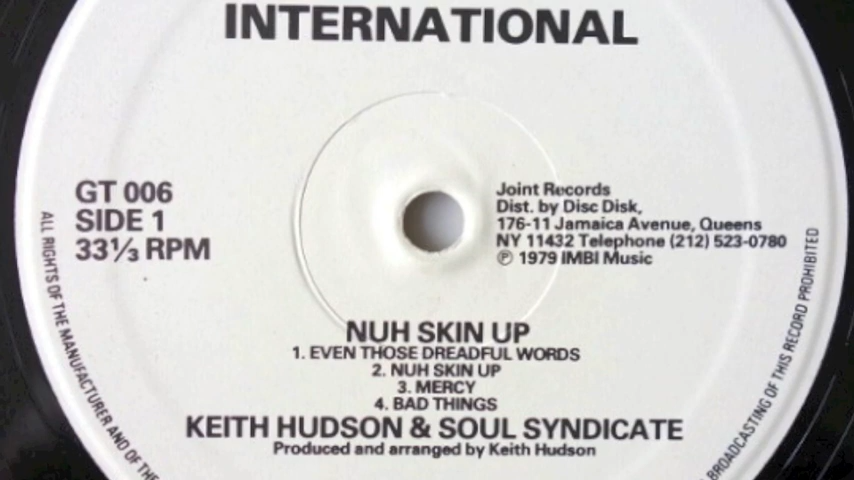 INTERNATIONAL
GT 006
SIDE 1
33⅓ RPM
Joint Records
Dist. by Disc Disk,
176-11 Jamaica Avenue, Queens
NY 11432 Telephone (212) 523-0780
℗ 1979 IMBI Music
NUH SKIN UP
1. EVEN THOSE DREADFUL WORDS
2. NUH SKIN UP
3. MERCY
4. BAD THINGS
KEITH HUDSON & SOUL SYNDICATE
Produced and arranged by Keith Hudson
ALL RIGHTS OF THE MANUFACTURER AND OF THE
BROADCASTING OF THIS RECORD PROHIBITED